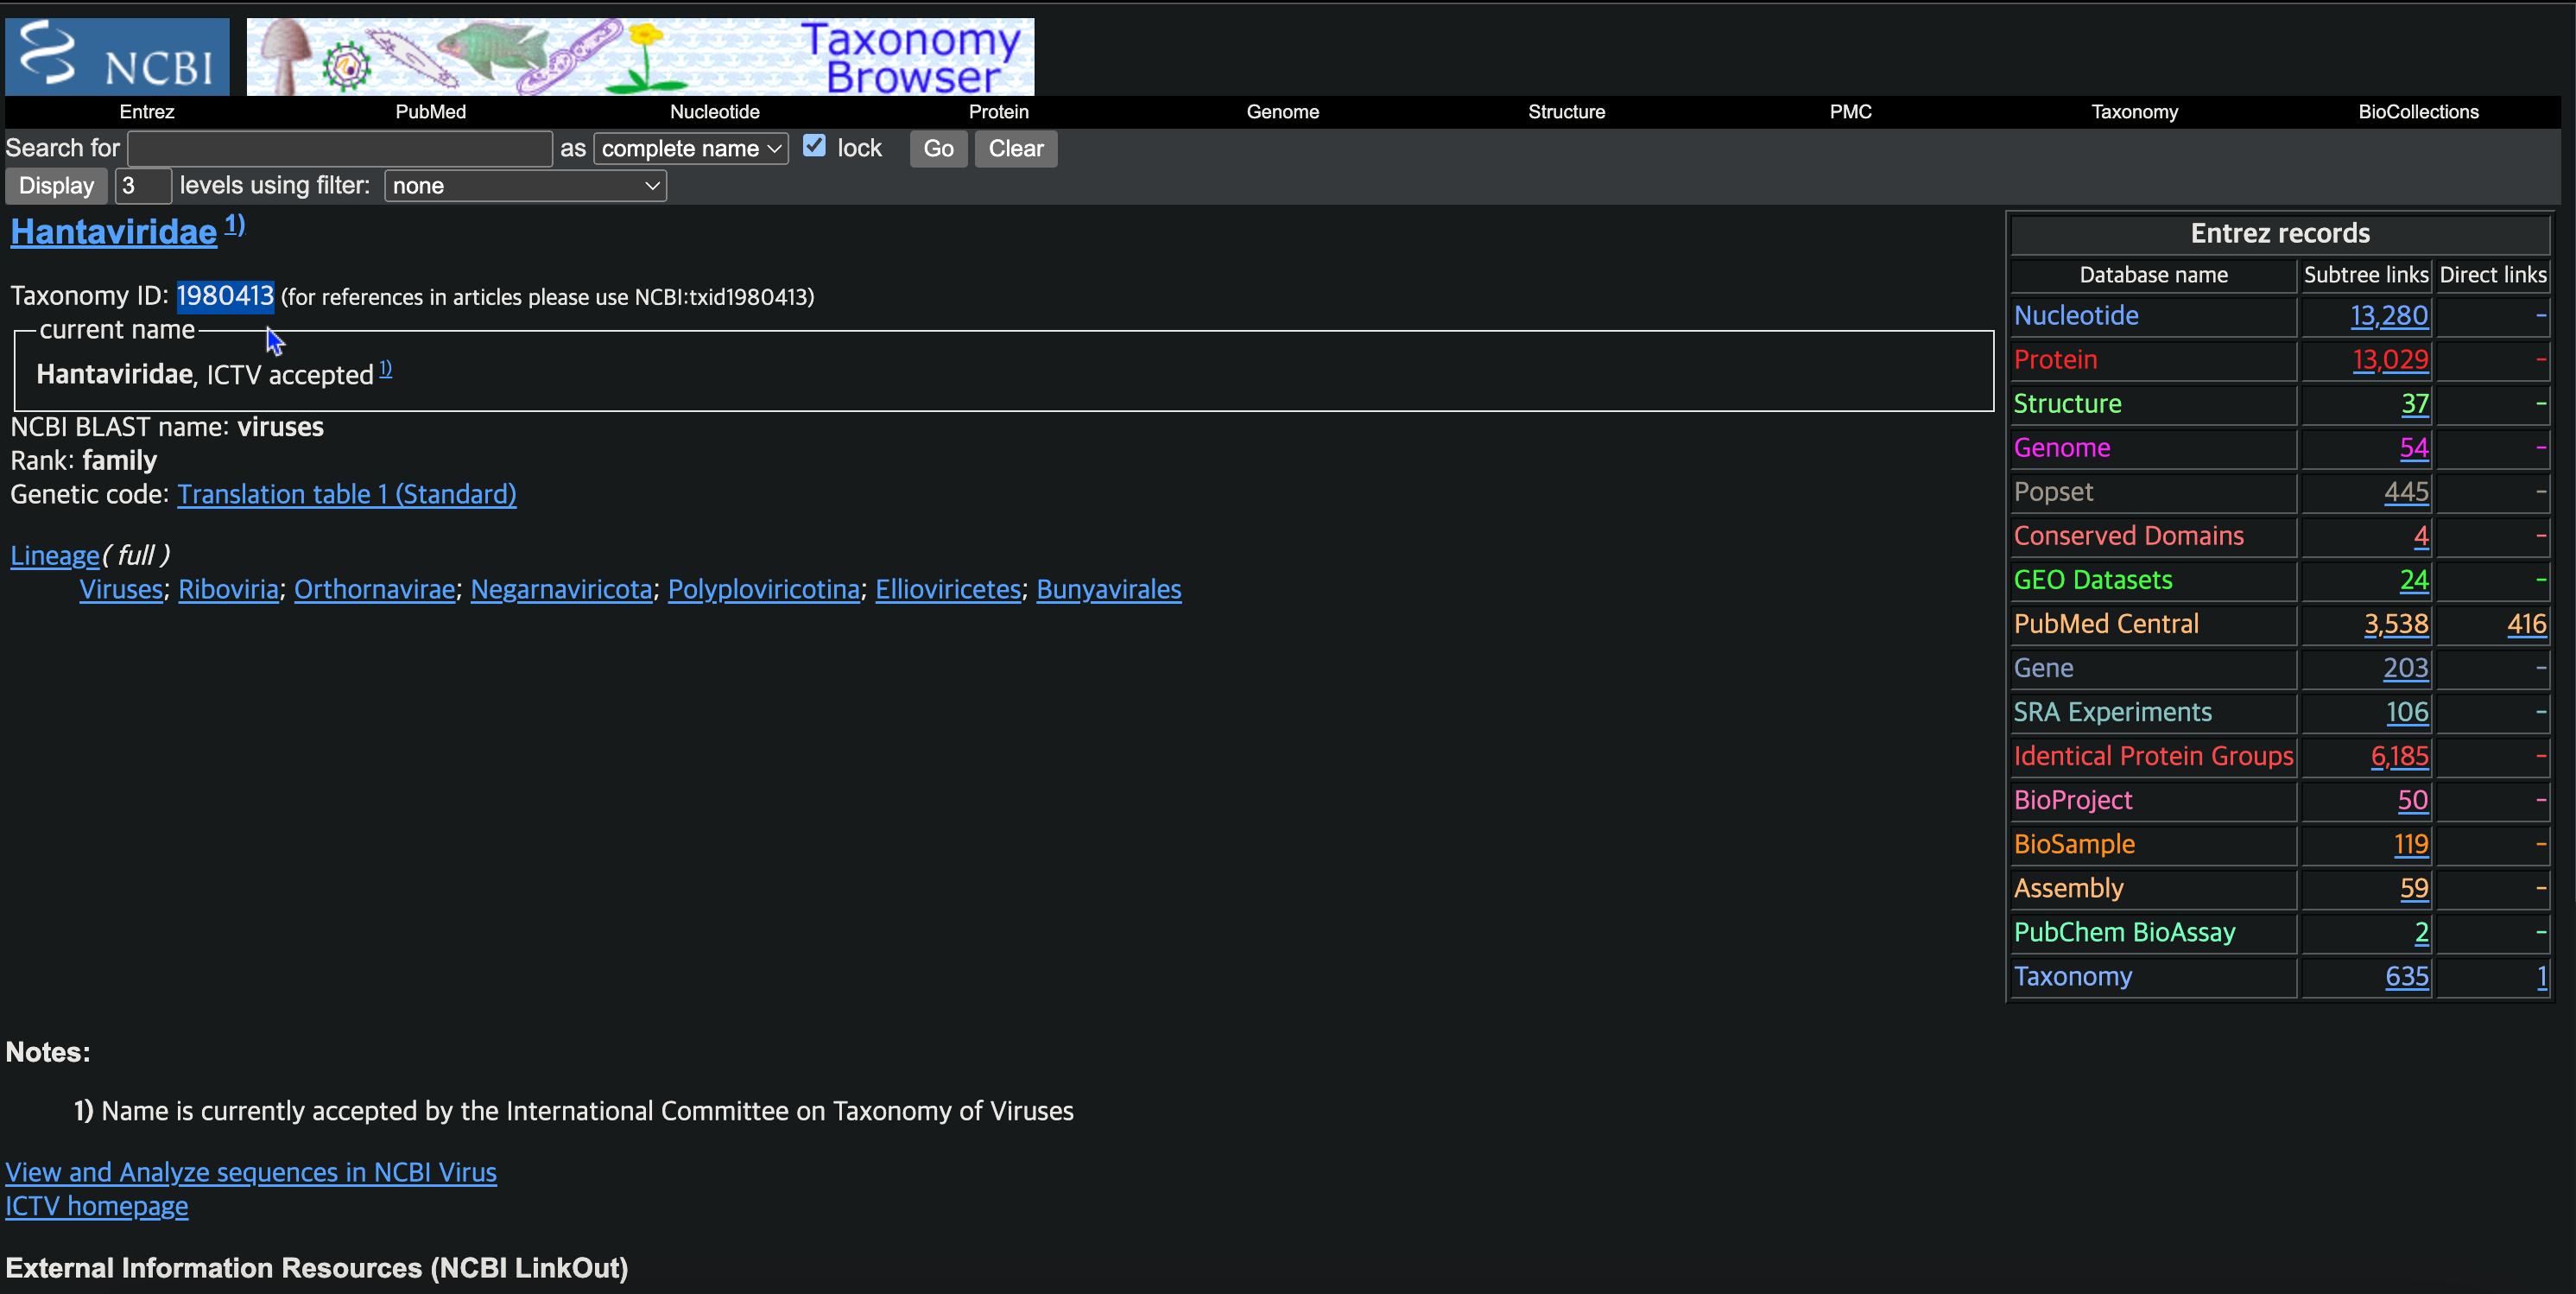 NCBI
Taxonomy
Browser
Entrez PubMed Nucleotide Protein Genome Structure PMC Taxonomy BioCollections
Search for as complete name lock Go Clear
Display 3 levels using filter: none
Hantaviridae 1)
Taxonomy ID: 1980413 (for references in articles please use NCBI:txid1980413)
current name
Hantaviridae, ICTV accepted 1)
NCBI BLAST name: viruses
Rank: family
Genetic code: Translation table 1 (Standard)
Lineage( full )
Viruses; Riboviria; Orthornavirae; Negarnaviricota; Polyploviricotina; Ellioviricetes; Bunyavirales
Entrez records
Database name Subtree links Direct links
Nucleotide 13,280 -
Protein 13,029 -
Structure 37 -
Genome 54 -
Popset 445 -
Conserved Domains 4 -
GEO Datasets 24 -
PubMed Central 3,538 416
Gene 203 -
SRA Experiments 106 -
Identical Protein Groups 6,185 -
BioProject 50 -
BioSample 119 -
Assembly 59 -
PubChem BioAssay 2 -
Taxonomy 635 1
Notes:
1) Name is currently accepted by the International Committee on Taxonomy of Viruses
View and Analyze sequences in NCBI Virus
ICTV homepage
External Information Resources (NCBI LinkOut)